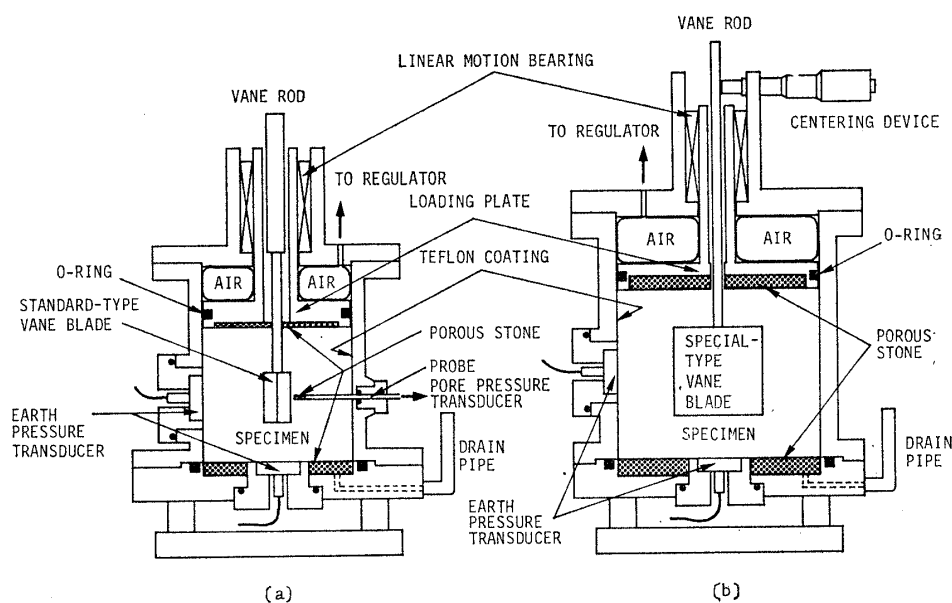 VANE ROD
LINEAR MOTION BEARING
VANE ROD
CENTERING DEVICE
TO REGULATOR
TO REGULATOR
LOADING PLATE
AIR
AIR
AIR
AIR
O-RING
O-RING
TEFLON COATING
STANDARD-TYPE
VANE BLADE
POROUS STONE
POROUS
STONE
SPECIAL-
TYPE
VANE
BLADE
PROBE
PORE PRESSURE
TRANSDUCER
EARTH
PRESSURE
TRANSDUCER
SPECIMEN
SPECIMEN
DRAIN
PIPE
DRAIN
PIPE
EARTH
PRESSURE
TRANSDUCER
(a)
(b)